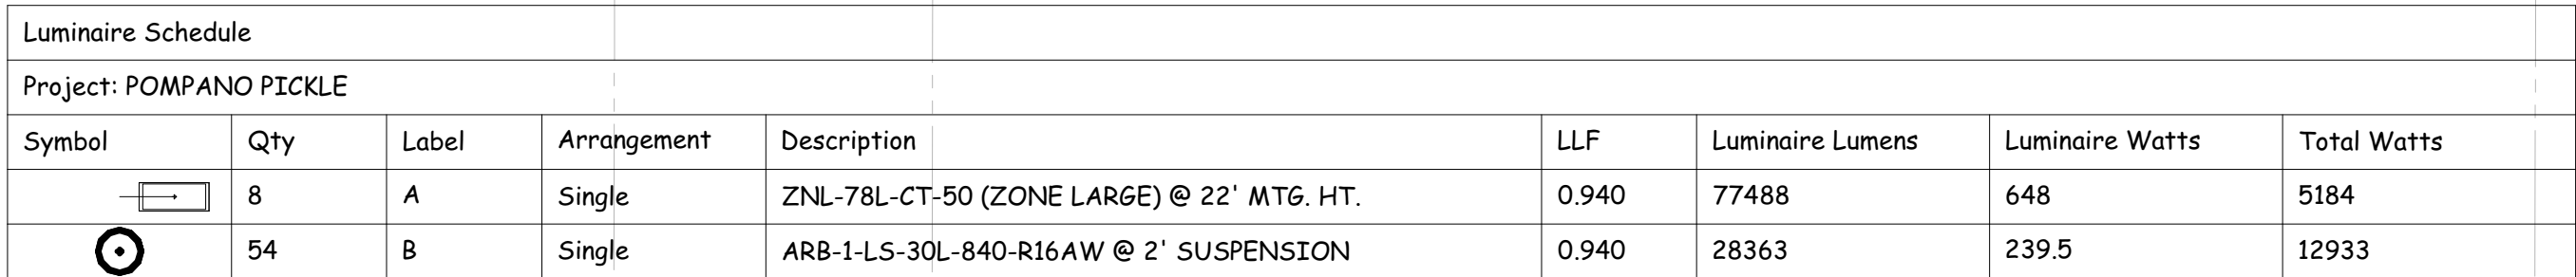 Luminaire Schedule
Project: POMPANO PICKLE
Symbol Qty Label Arrangement Description LLF Luminaire Lumens Luminaire Watts Total Watts
8 A Single ZNL-78L-CT-50 (ZONE LARGE) @ 22' MTG. HT. 0.940 77488 648 5184
54 B Single ARB-1-LS-30L-840-R16AW @ 2' SUSPENSION 0.940 28363 239.5 12933